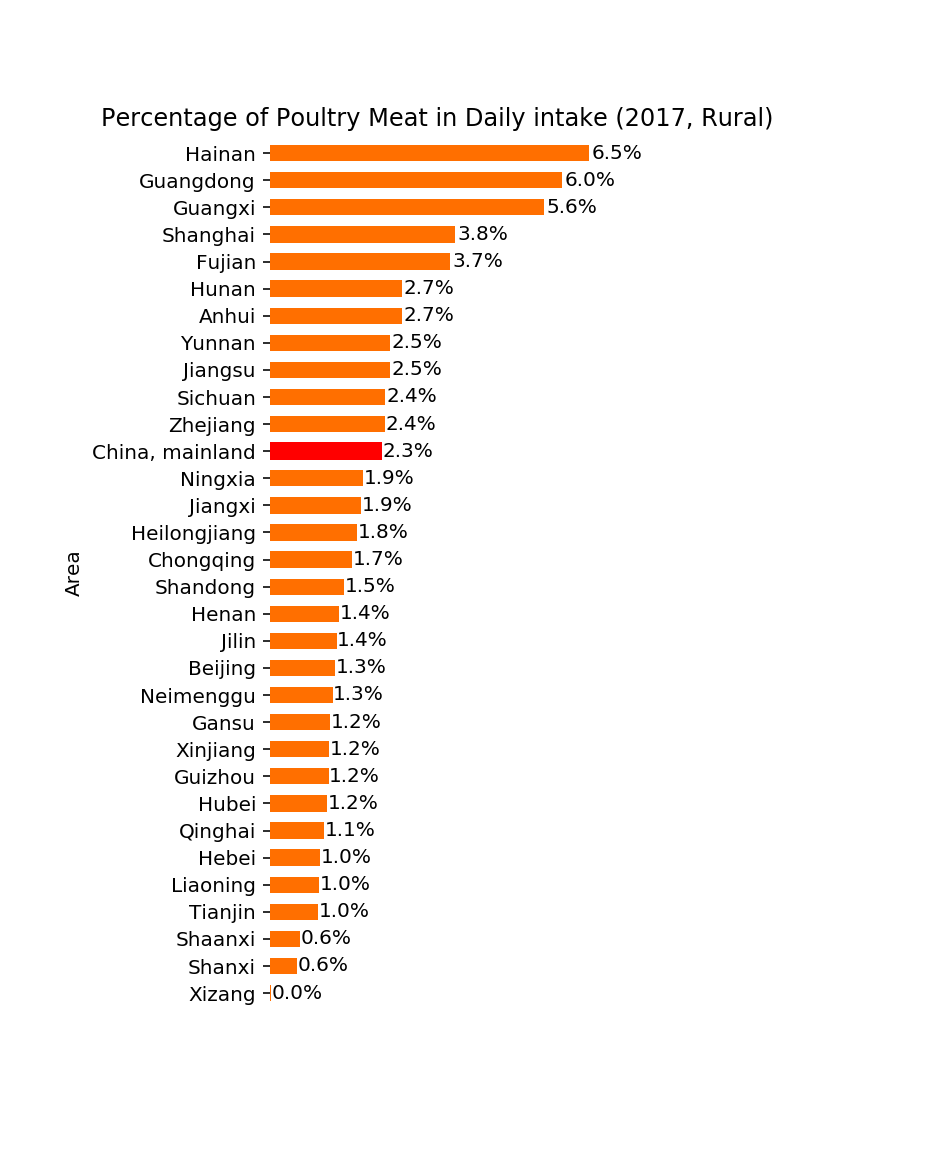 Percentage of Poultry Meat in Daily intake (2017, Rural)
Hainan 6.5%
Guangdong 6.0%
Guangxi 5.6%
Shanghai 3.8%
Fujian 3.7%
Hunan 2.7%
Anhui 2.7%
Yunnan 2.5%
Jiangsu 2.5%
Sichuan 2.4%
Zhejiang 2.4%
China, mainland 2.3%
Ningxia 1.9%
Jiangxi 1.9%
Heilongjiang 1.8%
Chongqing 1.7%
Area
Shandong 1.5%
Henan 1.4%
Jilin 1.4%
Beijing 1.3%
Neimenggu 1.3%
Gansu 1.2%
Xinjiang 1.2%
Guizhou 1.2%
Hubei 1.2%
Qinghai 1.1%
Hebei 1.0%
Liaoning 1.0%
Tianjin 1.0%
Shaanxi 0.6%
Shanxi 0.6%
Xizang 0.0%